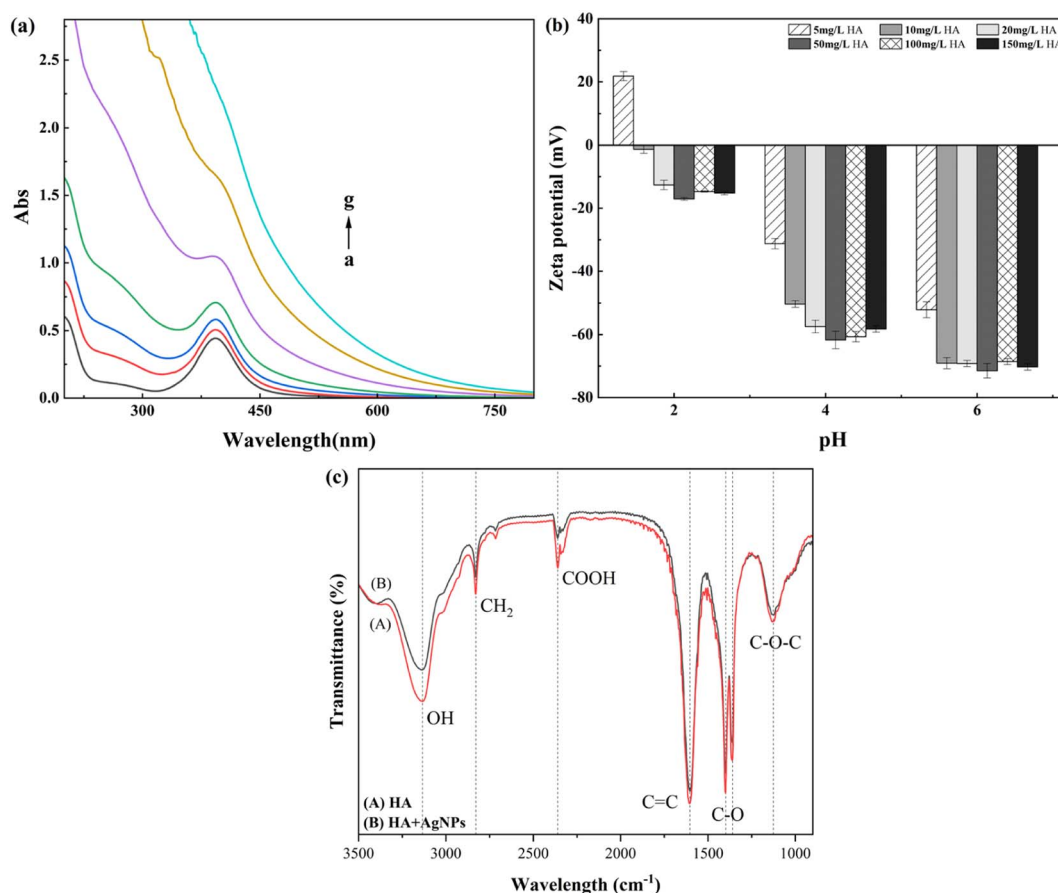 (a)
2.5
2.0
1.5
1.0
0.5
0.0
Abs
300 450 600 750
Wavelength(nm)
g
a
(b)
5mg/L HA 10mg/L HA 20mg/L HA
50mg/L HA 100mg/L HA 150mg/L HA
40
20
0
-20
-40
-60
-80
Zeta potential (mV)
2 4 6
pH
(c)
Transmittance (%)
(B)
(A)
OH
CH2
COOH
C=C
C-O
C-O-C
(A) HA
(B) HA+AgNPs
3500 3000 2500 2000 1500 1000
Wavelength (cm-1)